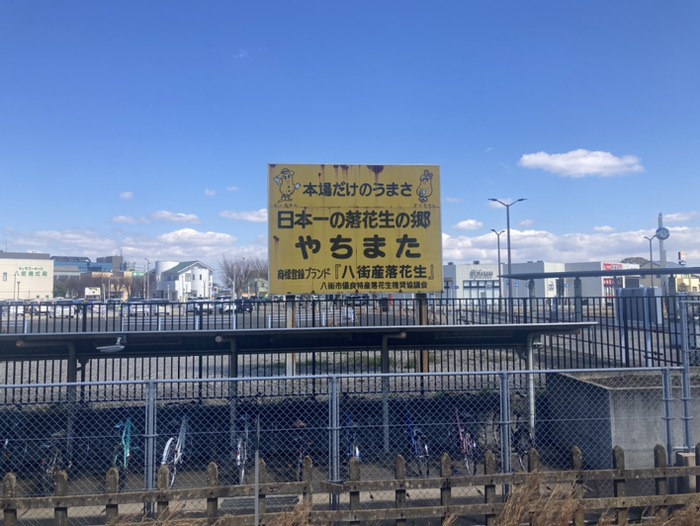 本場だけのうまさ
日本一の落花生の郷
やちまた
商標登録ブランド『八街産落花生』
八街市優良特産落花生推奨協議会